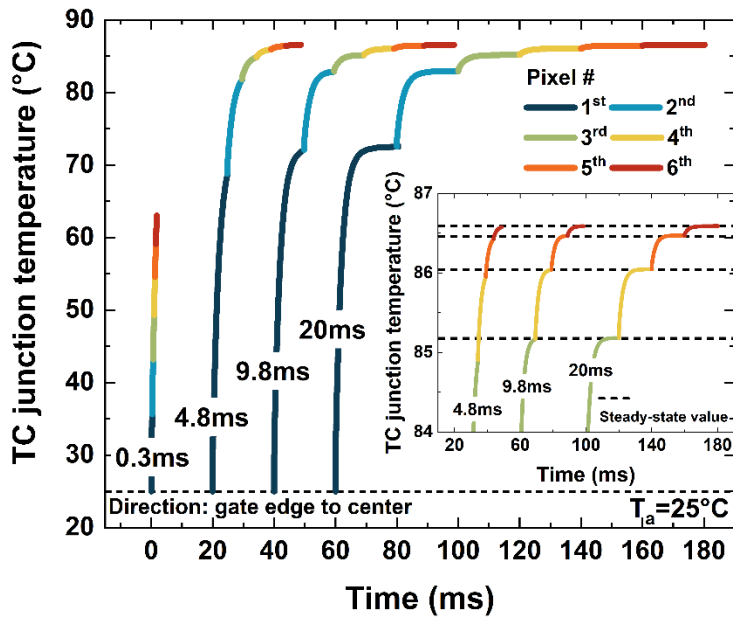 90
80
70
60
50
40
30
20
TC junction temperature (°C)
Pixel #
1st 2nd
3rd 4th
5th 6th
0.3ms
4.8ms
9.8ms
20ms
87
86
85
84
TC junction temperature (°C)
4.8ms
9.8ms
20ms
Steady-state value
20 60 100 140 180
Time (ms)
Direction: gate edge to center
Ta=25°C
0 20 40 60 80 100 120 140 160 180
Time (ms)